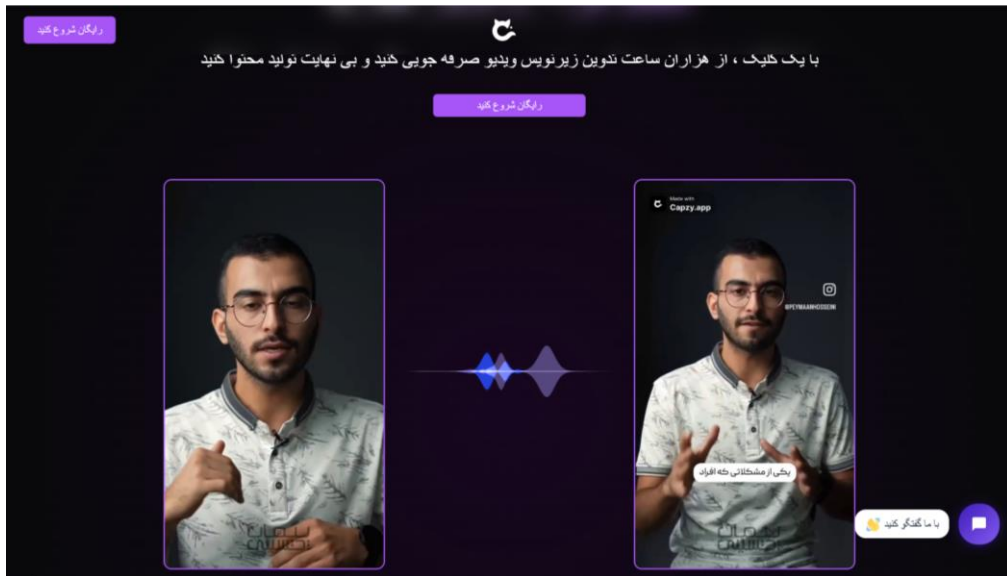 رایگان شروع کنید
با یک کلیک ، از هزاران ساعت تدوین زیرنویس ویدیو صرفه جویی کنید و بی نهایت تولید محتوا کنید
رایگان شروع کنید
Made with
Capzy.app
@PEYMAANHOSSEINI
یکی از مشکلاتی که افراد
با ما گفتگو کنید 👋